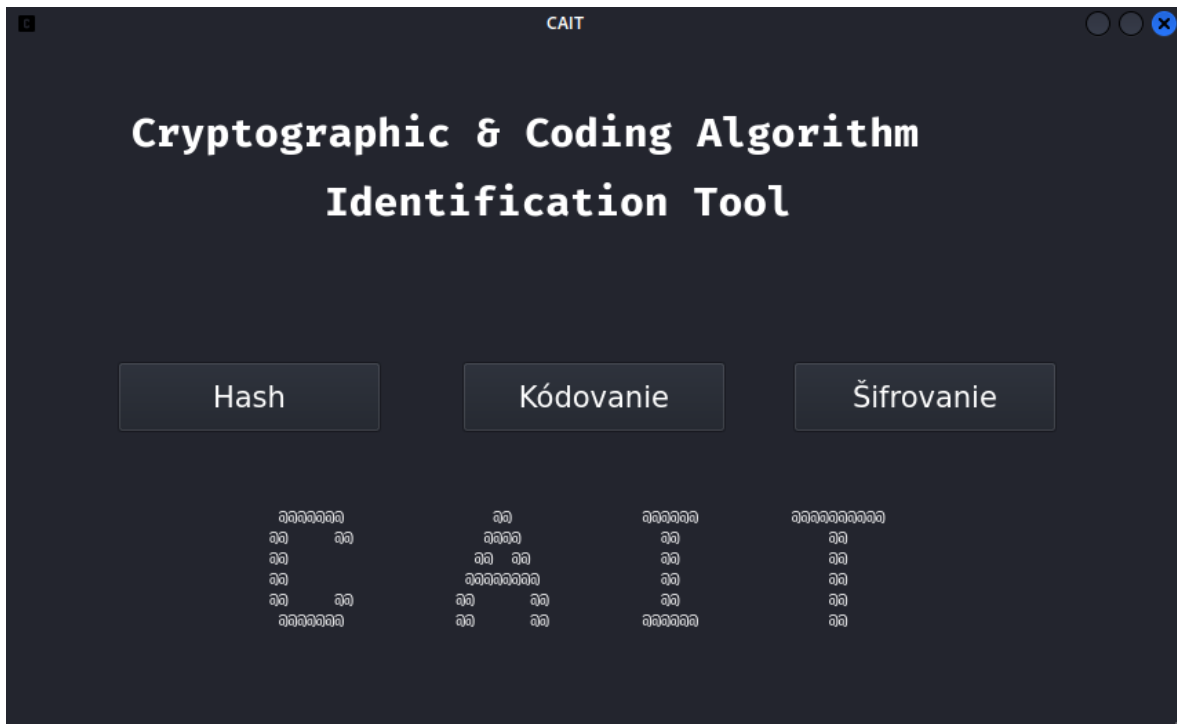 CAIT
Cryptographic & Coding Algorithm
Identification Tool
Hash Kódovanie Šifrovanie
C A I T